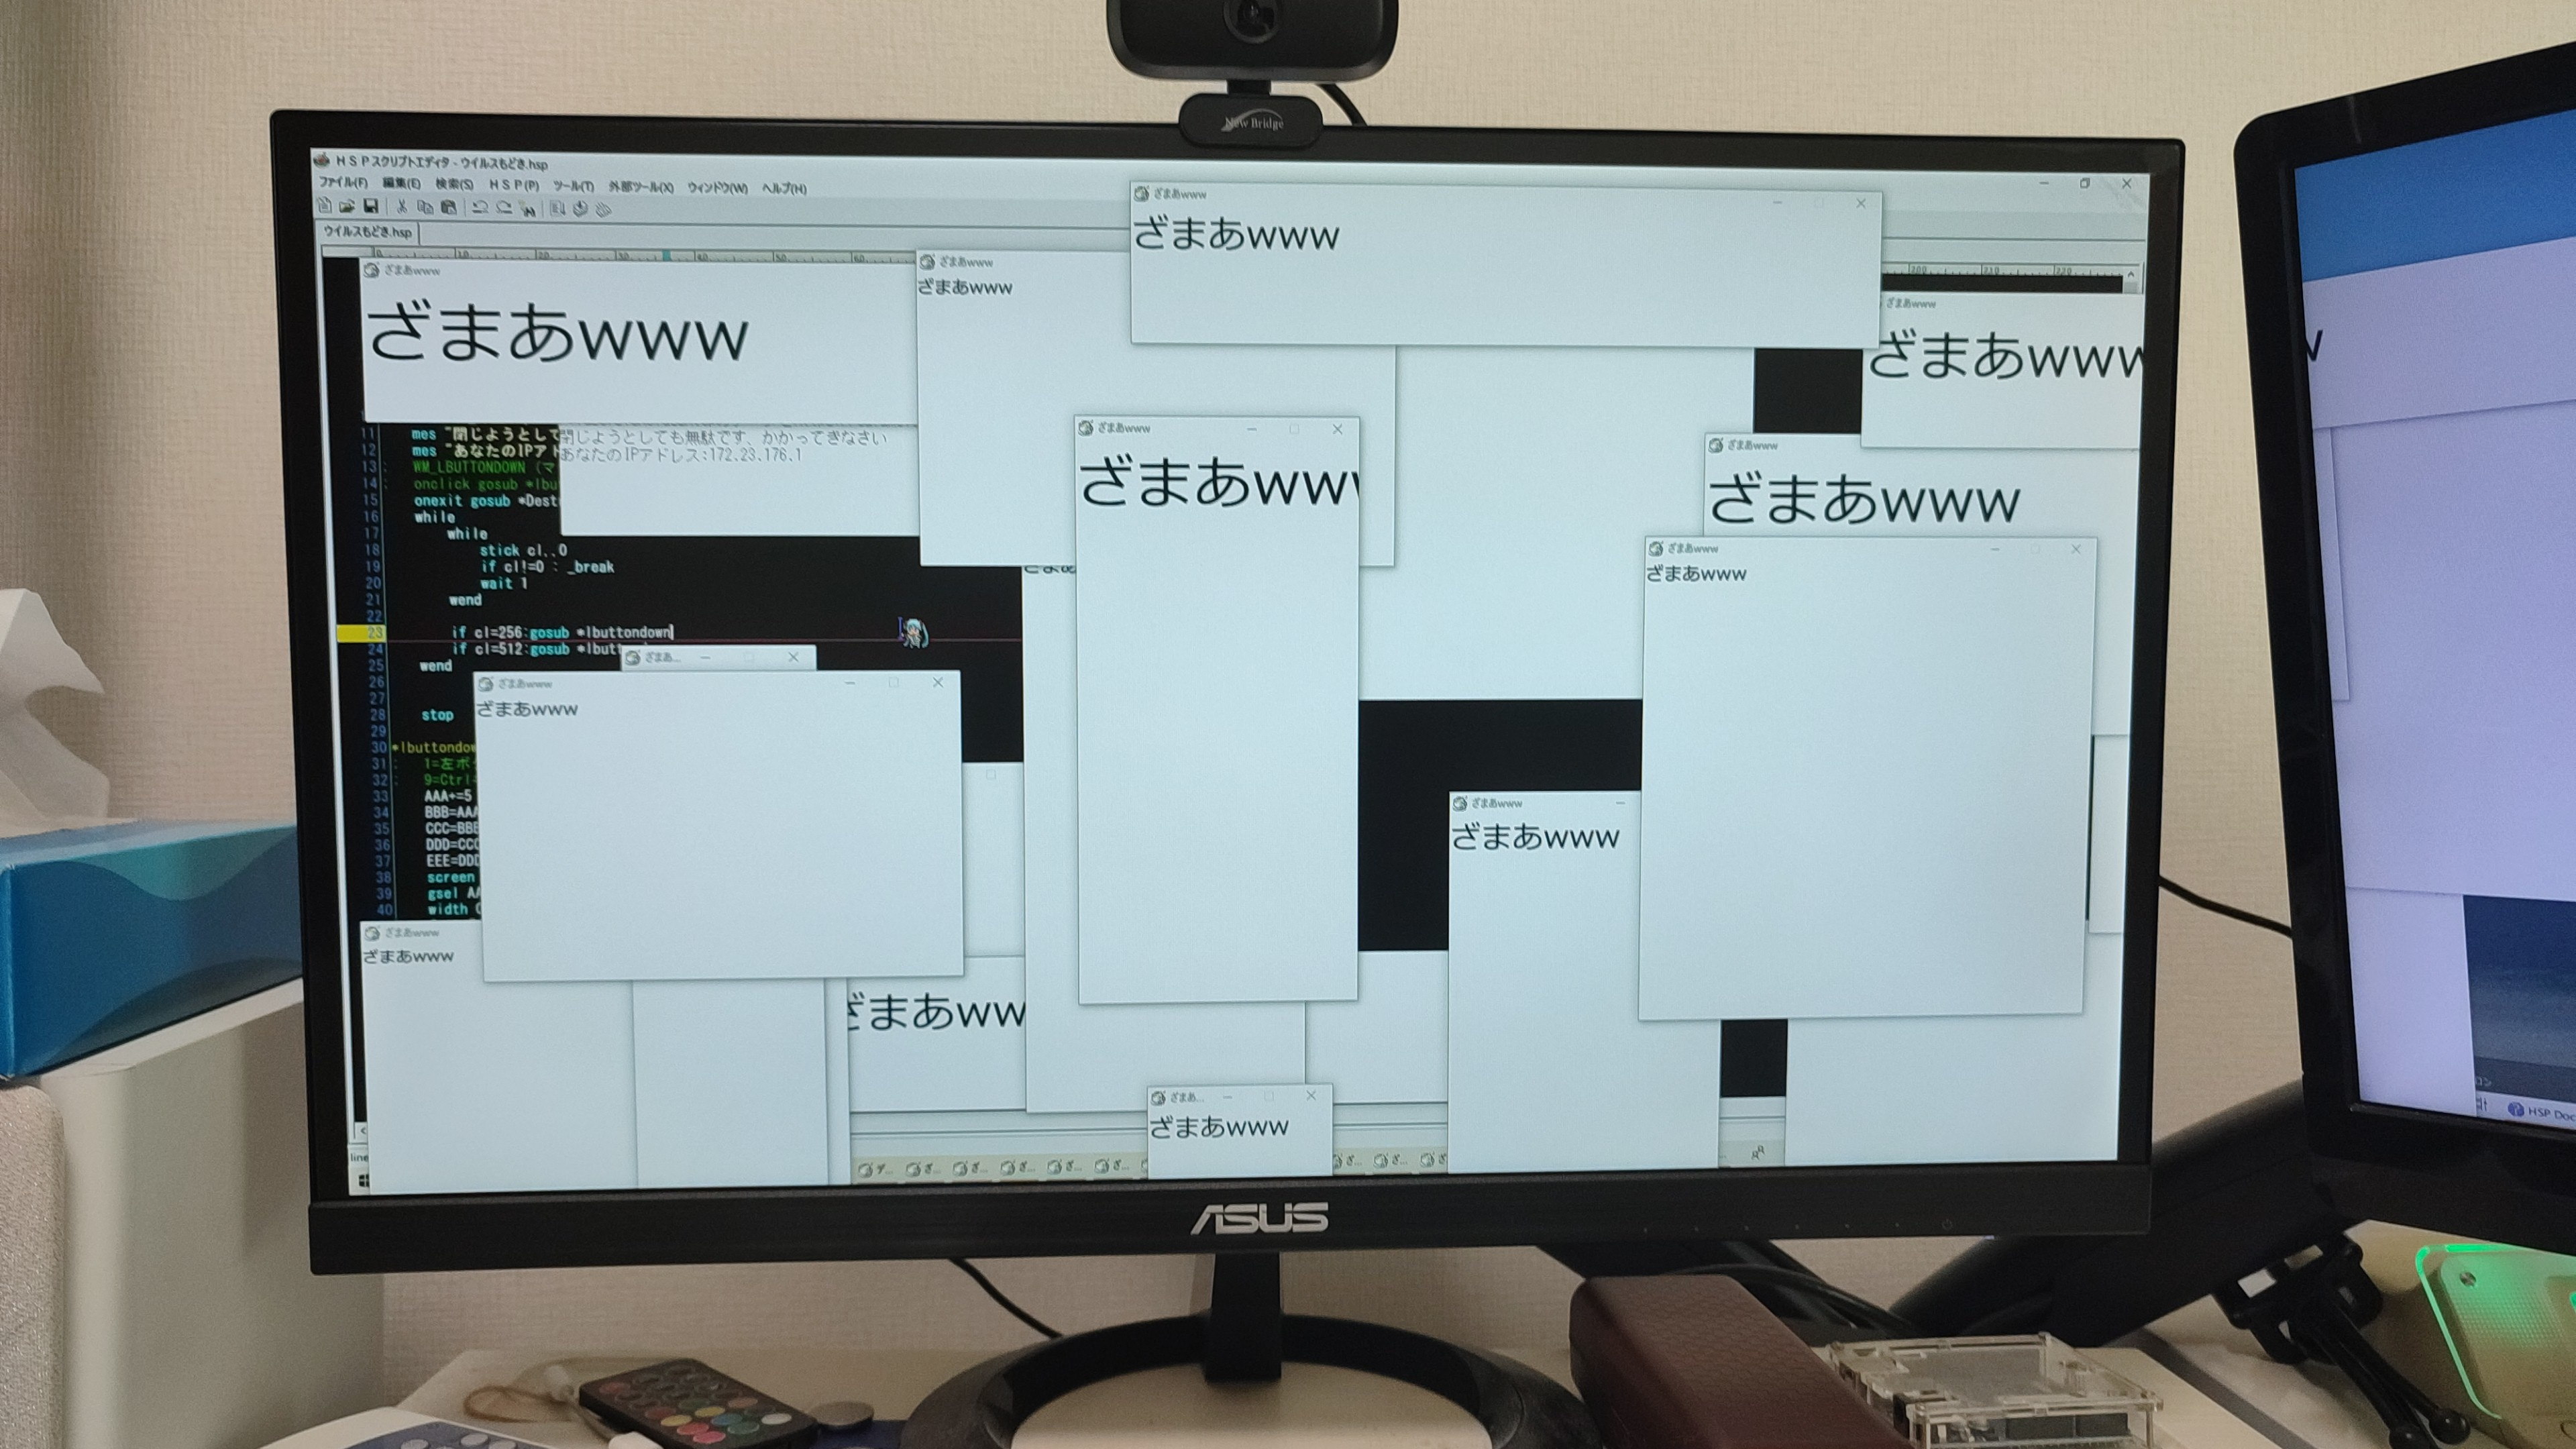 New Bridge
HSPスクリプトエディタ - ウイルスもどき.hsp
ファイル(F) 編集(E) 検索(S) HSP(P) ツール(T) 外部ツール(X) ウィンドウ(W) ヘルプ(H)
ウイルスもどき.hsp
ざまあwww
ざまあwww
ざまあwww
ざまあwww
ざまあwww
ざまあwww
ざまあwww
ざまあwww
11 mes "閉じようとして
12 mes "あなたのIPア
13 WM_LBUTTONDOWN (マ
14 onclick gosub *lbu
15 onexit gosub *Dest
16 while
17 while
18 stick cl,,0
19 if cl!=0 : _break
20 wait 1
21 wend
22
23 if cl=256:gosub *lbuttondown
24 if cl=512:gosub *lbutt
25 wend
26
27
28 stop
29
30 *lbuttondow
31 1=左ボ
32 9=Ctrl
33 AAA+=5
34 BBB=AAA
35 CCC=BBB
36 DDD=CCC
37 EEE=DDD
38 screen
39 gsel AA
40 width
閉じようとしても無駄です、かかってきなさい
あなたのIPアドレス:172.23.176.1
ざまあwww
ざまあww
ざまあwww
ざまあwww
ざまあwww
ざまあwww
ざまあ...
ざまあwww
ざまあwww
ざまあwww
ざまあwww
ざまあwww
ざまあwww
ざまあww
ざまあ...
ざまあwww
line
HSP Doc
ASUS